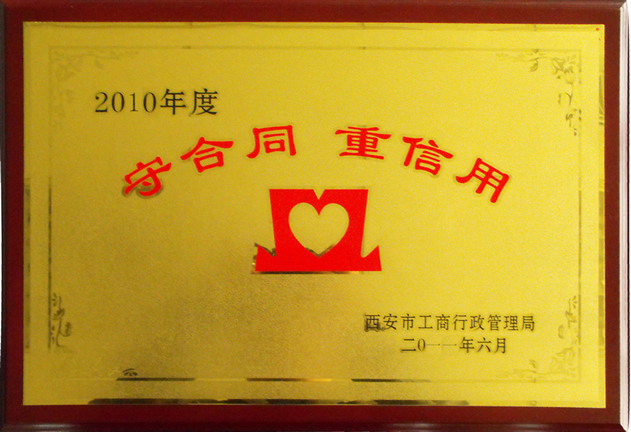 2010年度
守合同 重信用
西安市工商行政管理局
二0一一年六月